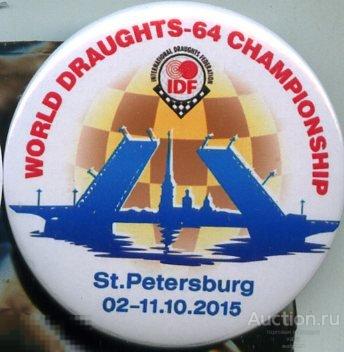 WORLD DRAUGHTS-64 CHAMPIONSHIP
INTERNATIONAL DRAUGHTS FEDERATION
IDF
St.Petersburg
02-11.10.2015
Auction.ru